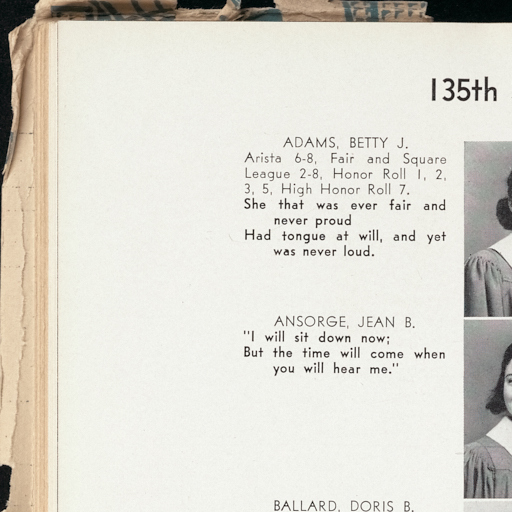 135th
ADAMS, BETTY J.
Arista 6-8, Fair and Square
League 2-8, Honor Roll 1, 2,
3, 5, High Honor Roll 7.
She that was ever fair and
never proud
Had tongue at will, and yet
was never loud.
ANSORGE, JEAN B.
"I will sit down now;
But the time will come when
you will hear me."
BALLARD, DORIS B.